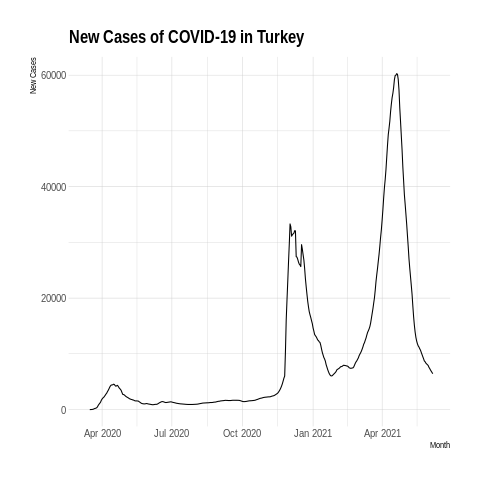 New Cases of COVID-19 in Turkey
New Cases
60000
40000
20000
0
Apr 2020 Jul 2020 Oct 2020 Jan 2021 Apr 2021
Month